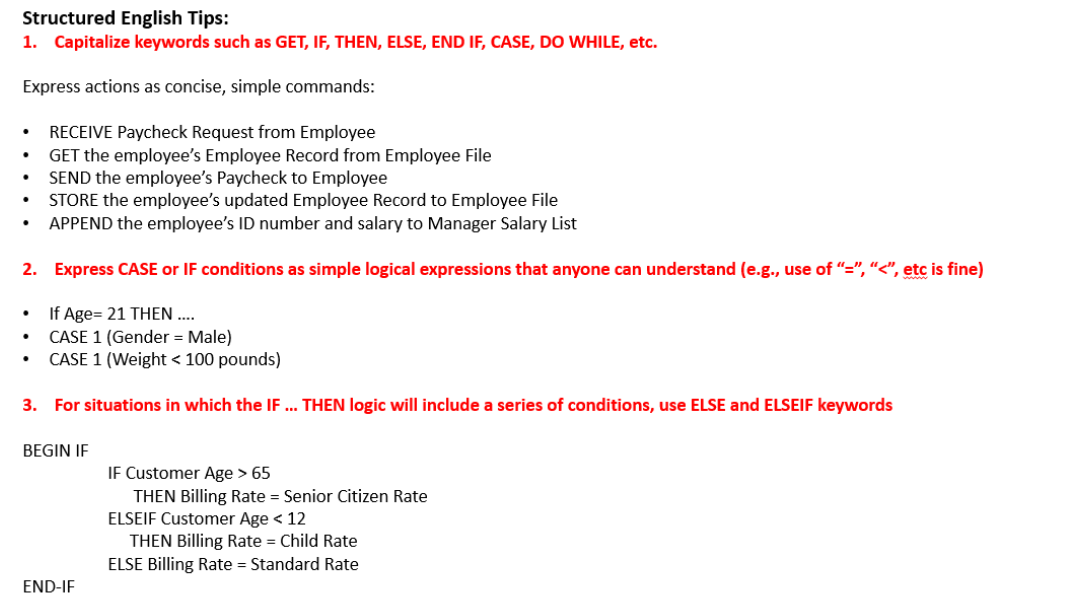 Structured English Tips:
1. Capitalize keywords such as GET, IF, THEN, ELSE, END IF, CASE, DO WHILE, etc.
Express actions as concise, simple commands:
• RECEIVE Paycheck Request from Employee
• GET the employee’s Employee Record from Employee File
• SEND the employee’s Paycheck to Employee
• STORE the employee’s updated Employee Record to Employee File
• APPEND the employee’s ID number and salary to Manager Salary List
2. Express CASE or IF conditions as simple logical expressions that anyone can understand (e.g., use of “=”, “<”, etc is fine)
• If Age= 21 THEN ....
• CASE 1 (Gender = Male)
• CASE 1 (Weight < 100 pounds)
3. For situations in which the IF ... THEN logic will include a series of conditions, use ELSE and ELSEIF keywords
BEGIN IF
IF Customer Age > 65
THEN Billing Rate = Senior Citizen Rate
ELSEIF Customer Age < 12
THEN Billing Rate = Child Rate
ELSE Billing Rate = Standard Rate
END-IF